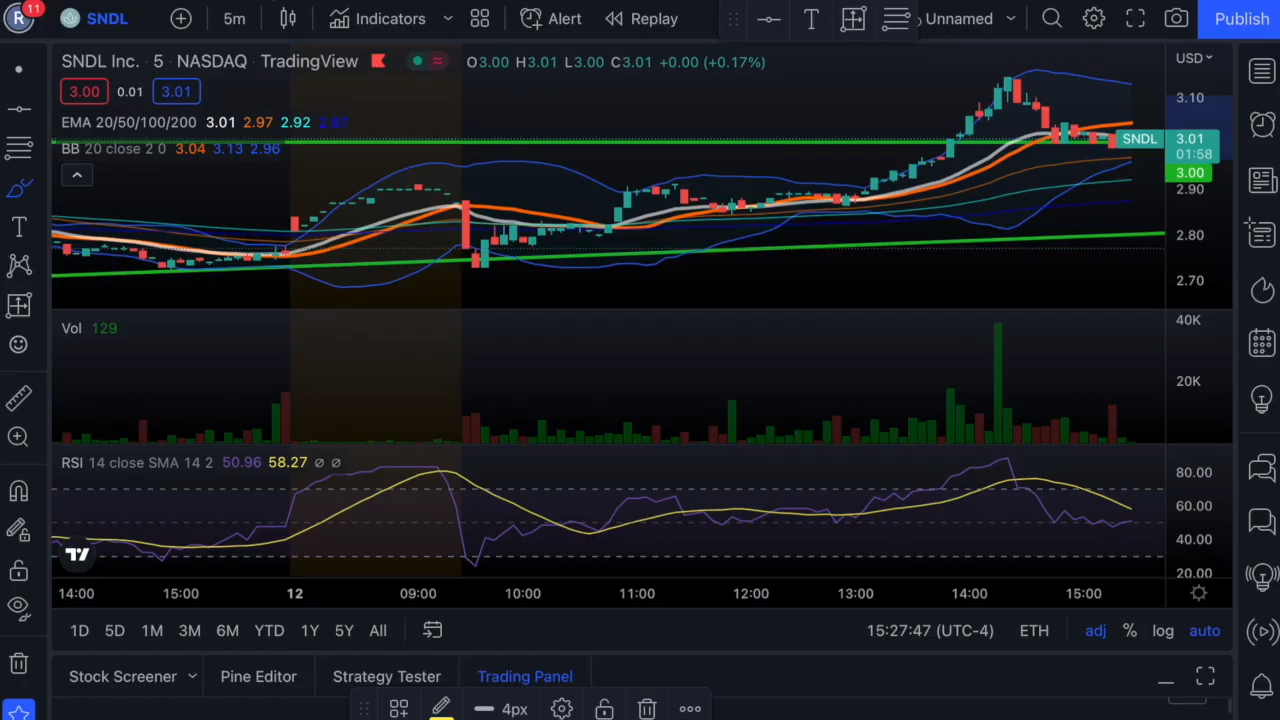 R 11 SNDL 5m Indicators Alert Replay Unnamed Publish
SNDL Inc. · 5 · NASDAQ · TradingView O3.00 H3.01 L3.00 C3.01 +0.00 (+0.17%) USD
3.00 0.01 3.01
3.10
EMA 20/50/100/200 3.01 2.97 2.92 2.87
SNDL 3.01
BB 20 close 2 0 3.04 3.13 2.96
01:58
3.00
2.90
2.80
2.70
Vol 129
40K
20K
RSI 14 close SMA 14 2 50.96 58.27 ∅ ∅
80.00
60.00
40.00
20.00
14:00 15:00 12 09:00 10:00 11:00 12:00 13:00 14:00 15:00
1D 5D 1M 3M 6M YTD 1Y 5Y All 15:27:47 (UTC-4) ETH adj % log auto
Stock Screener Pine Editor Strategy Tester Trading Panel
4px